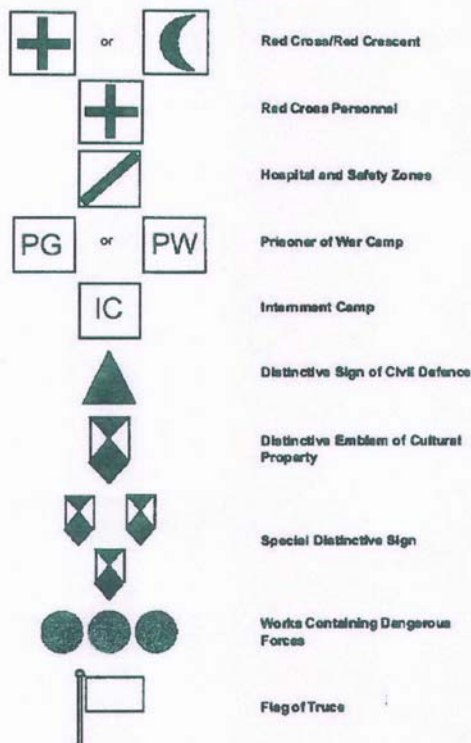 or
Red Cross/Red Crescent
Red Cross Personnel
Hospital and Safety Zones
PG or PW
Prisoner of War Camp
IC
Internment Camp
Distinctive Sign of Civil Defence
Distinctive Emblem of Cultural
Property
Special Distinctive Sign
Works Containing Dangerous
Forces
Flag of Truce